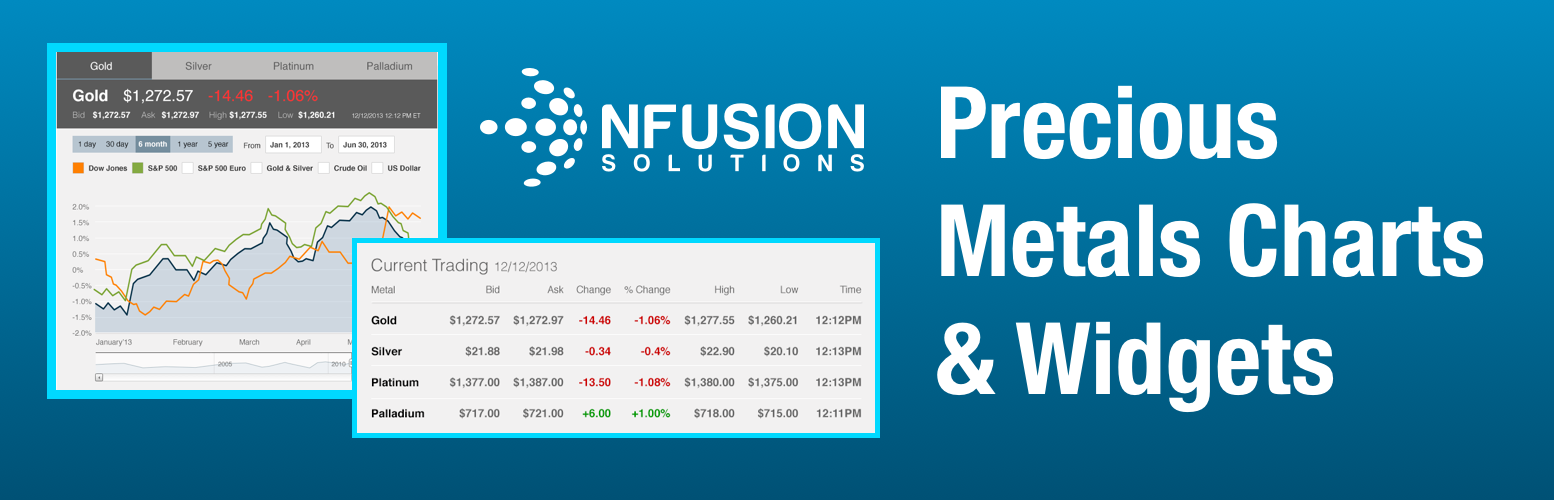 Gold Silver Platinum Palladium
Gold $1,272.57 -14.46 -1.06%
Bid $1,272.57 Ask $1,272.97 High $1,277.55 Low $1,260.21 12/12/2013 12:12 PM ET
1 day 30 day 6 month 1 year 5 year From Jan 1, 2013 To Jun 30, 2013
Dow Jones S&P 500 S&P 500 Euro Gold & Silver Crude Oil US Dollar
2.0%
1.5%
1.0%
0.5%
0%
-0.5%
-1.0%
-1.5%
-2.0%
January'13 February March April
2005 2010
NFUSION
SOLUTIONS
Current Trading 12/12/2013
Metal Bid Ask Change % Change High Low Time
Gold $1,272.57 $1,272.97 -14.46 -1.06% $1,277.55 $1,260.21 12:12PM
Silver $21.88 $21.98 -0.34 -0.4% $22.90 $20.10 12:13PM
Platinum $1,377.00 $1,387.00 -13.50 -1.08% $1,380.00 $1,375.00 12:13PM
Palladium $717.00 $721.00 +6.00 +1.00% $718.00 $715.00 12:11PM
Precious
Metals Charts
& Widgets